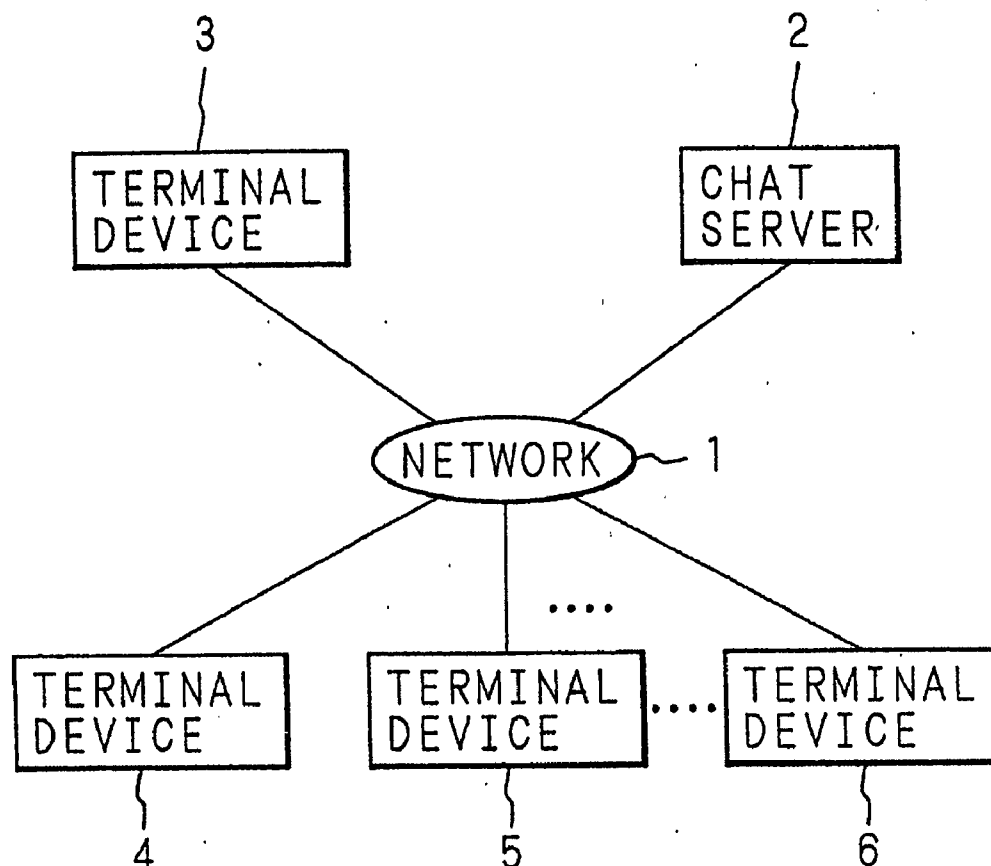 3
2
TERMINAL
DEVICE
CHAT
SERVER
NETWORK
1
TERMINAL
DEVICE
TERMINAL
DEVICE
TERMINAL
DEVICE
4
5
6